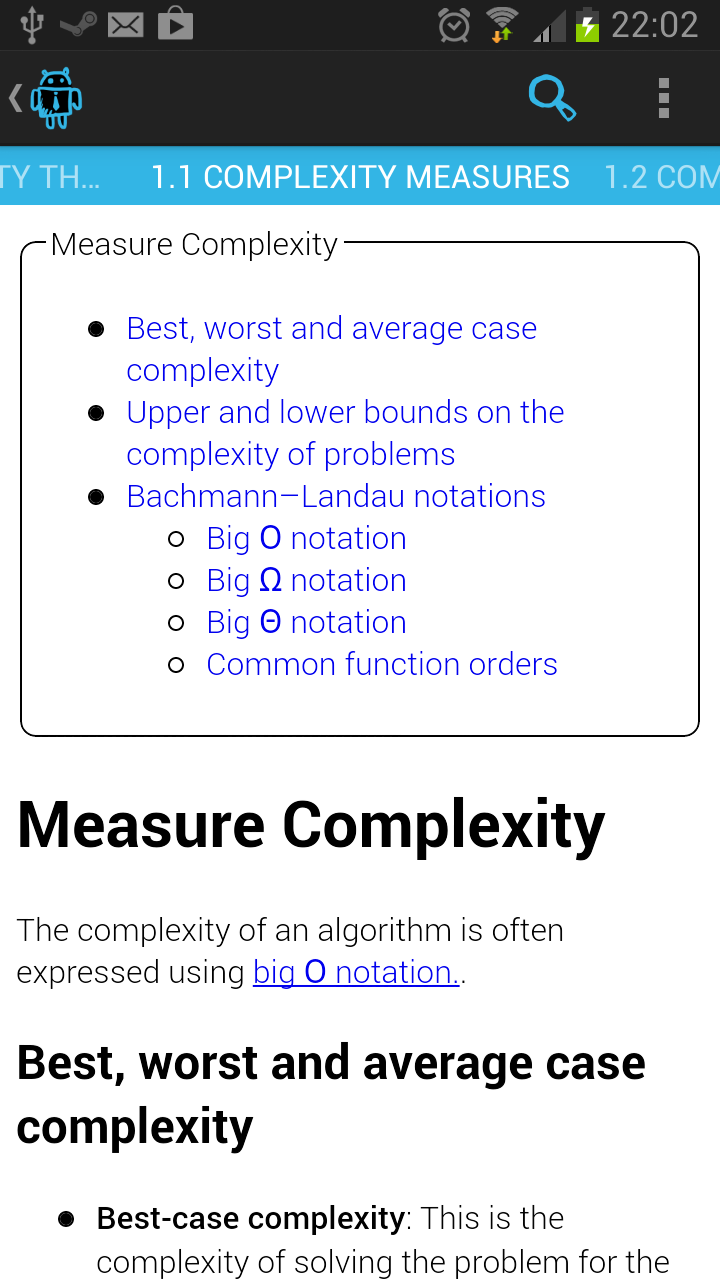 22:02
TY TH...
1.1 COMPLEXITY MEASURES
1.2 COM
Measure Complexity
Best, worst and average case
complexity
Upper and lower bounds on the
complexity of problems
Bachmann–Landau notations
Big O notation
Big Ω notation
Big Θ notation
Common function orders
Measure Complexity
The complexity of an algorithm is often
expressed using big O notation..
Best, worst and average case
complexity
Best-case complexity: This is the
complexity of solving the problem for the